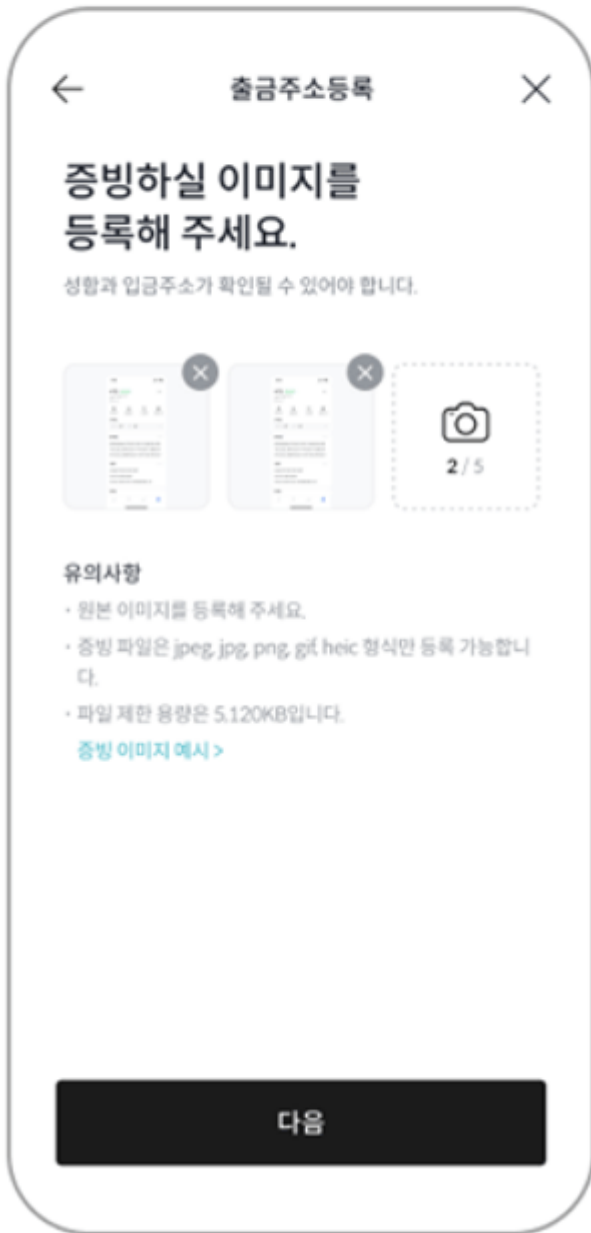 출금주소등록
증빙하실 이미지를
등록해 주세요.
성함과 입금주소가 확인될 수 있어야 합니다.
2 / 5
유의사항
· 원본 이미지를 등록해 주세요.
· 증빙 파일은 jpeg, jpg, png, gif, heic 형식만 등록 가능합니
다.
· 파일 제한 용량은 5,120KB입니다.
증빙 이미지 예시 >
다음